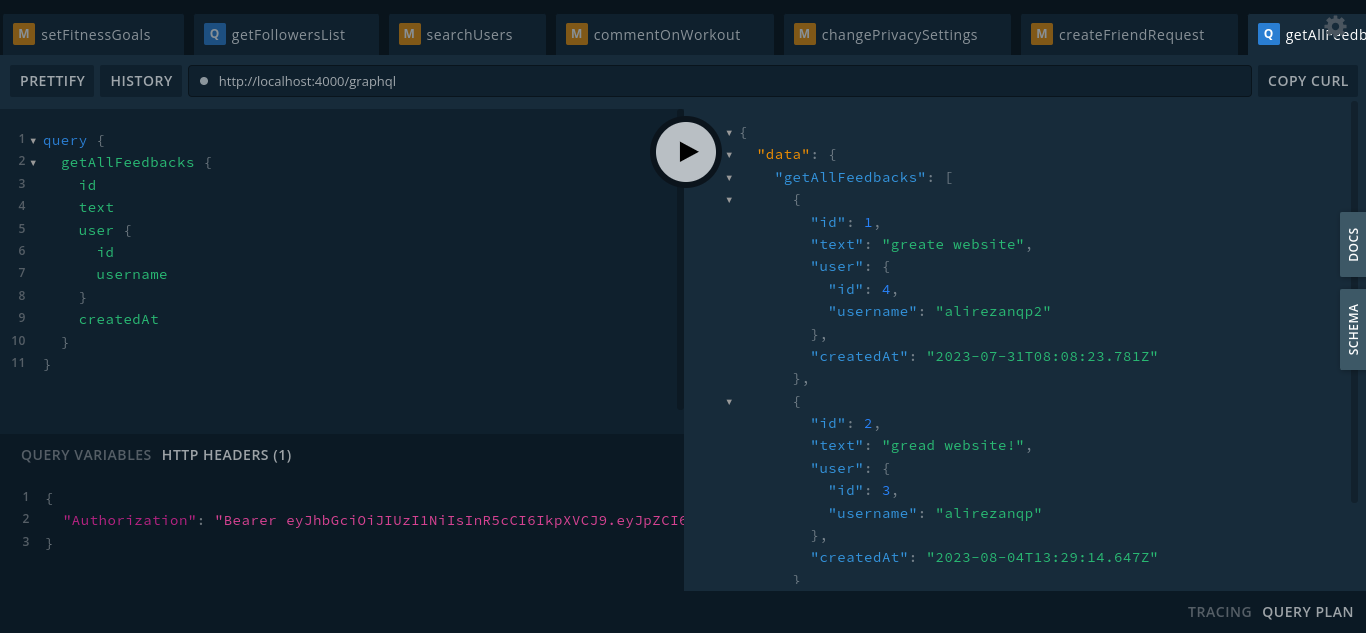 M setFitnessGoals Q getFollowersList M searchUsers M commentOnWorkout M changePrivacySettings M createFriendRequest Q getAllFeedb
PRETTIFY HISTORY http://localhost:4000/graphql COPY CURL
1 query {
2 getAllFeedbacks {
3 id
4 text
5 user {
6 id
7 username
8 }
9 createdAt
10 }
11 }
QUERY VARIABLES HTTP HEADERS (1)
1 {
2 "Authorization": "Bearer eyJhbGciOiJIUzI1NiIsInR5cCI6IkpXVCJ9.eyJpZCI6
3 }
{
"data": {
"getAllFeedbacks": [
{
"id": 1,
"text": "greate website",
"user": {
"id": 4,
"username": "alirezanqp2"
},
"createdAt": "2023-07-31T08:08:23.781Z"
},
{
"id": 2,
"text": "gread website!",
"user": {
"id": 3,
"username": "alirezanqp"
},
"createdAt": "2023-08-04T13:29:14.647Z"
}
DOCS
SCHEMA
TRACING QUERY PLAN